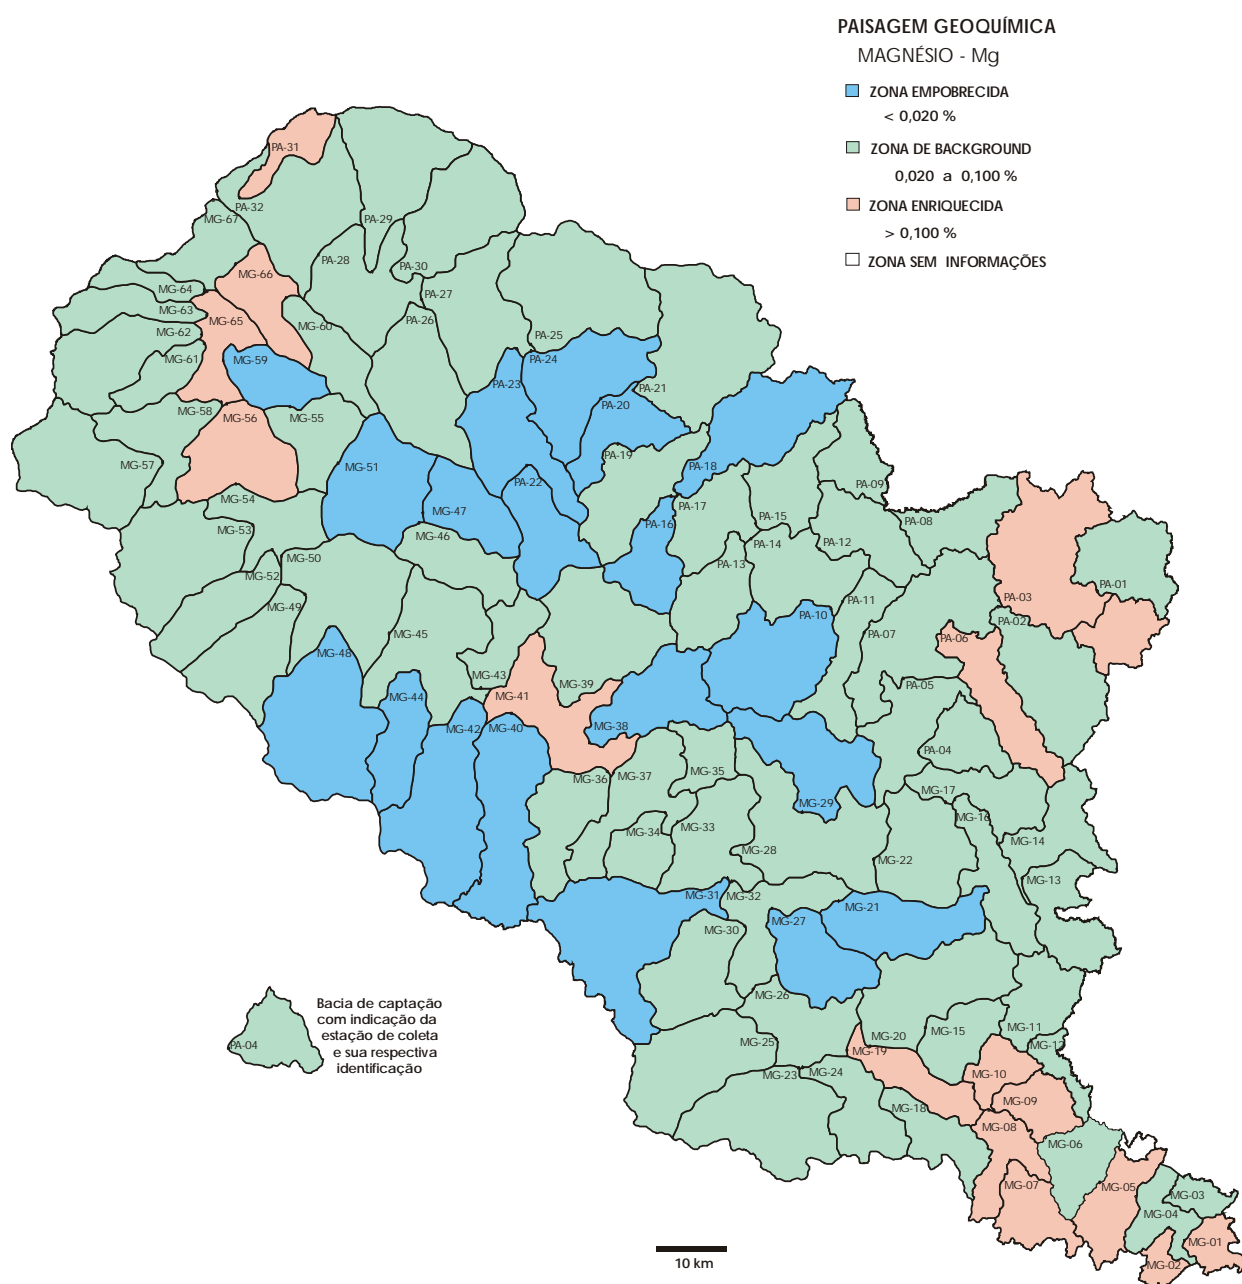 PAISAGEM GEOQUÍMICA
MAGNÉSIO - Mg
ZONA EMPOBRECIDA
< 0,020 %
ZONA DE BACKGROUND
0,020 a 0,100 %
ZONA ENRIQUECIDA
> 0,100 %
ZONA SEM INFORMAÇÕES
PA-31
PA-32
MG-67
PA-29
PA-28
PA-30
MG-66
MG-64
PA-27
MG-63
MG-65
PA-26
MG-60
MG-62
PA-25
MG-61
MG-59
PA-24
PA-23
PA-21
PA-20
MG-58
MG-56
MG-55
PA-19
MG-57
MG-51
PA-18
PA-22
PA-09
MG-54
MG-47
PA-17
PA-16
PA-15
PA-08
MG-53
MG-46
PA-14
PA-12
MG-50
MG-52
PA-13
PA-01
MG-49
PA-03
PA-11
PA-10
PA-02
MG-45
PA-07
PA-06
MG-48
MG-43
MG-39
PA-05
MG-44
MG-41
MG-38
MG-42
MG-40
PA-04
MG-35
MG-36
MG-37
MG-17
MG-29
MG-16
MG-34
MG-33
MG-14
MG-28
MG-22
MG-13
MG-31
MG-32
MG-21
MG-27
MG-30
MG-26
Bacia de captação
com indicação da
estação de coleta
e sua respectiva
identificação
PA-04
MG-25
MG-20
MG-15
MG-11
MG-12
MG-19
MG-23
MG-24
MG-10
MG-09
MG-18
MG-08
MG-06
MG-07
MG-05
MG-03
MG-04
MG-01
MG-02
10 km